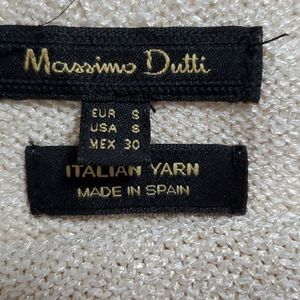 Massimo Dutti
EUR S
USA S
MEX 30
ITALIAN YARN
MADE IN SPAIN